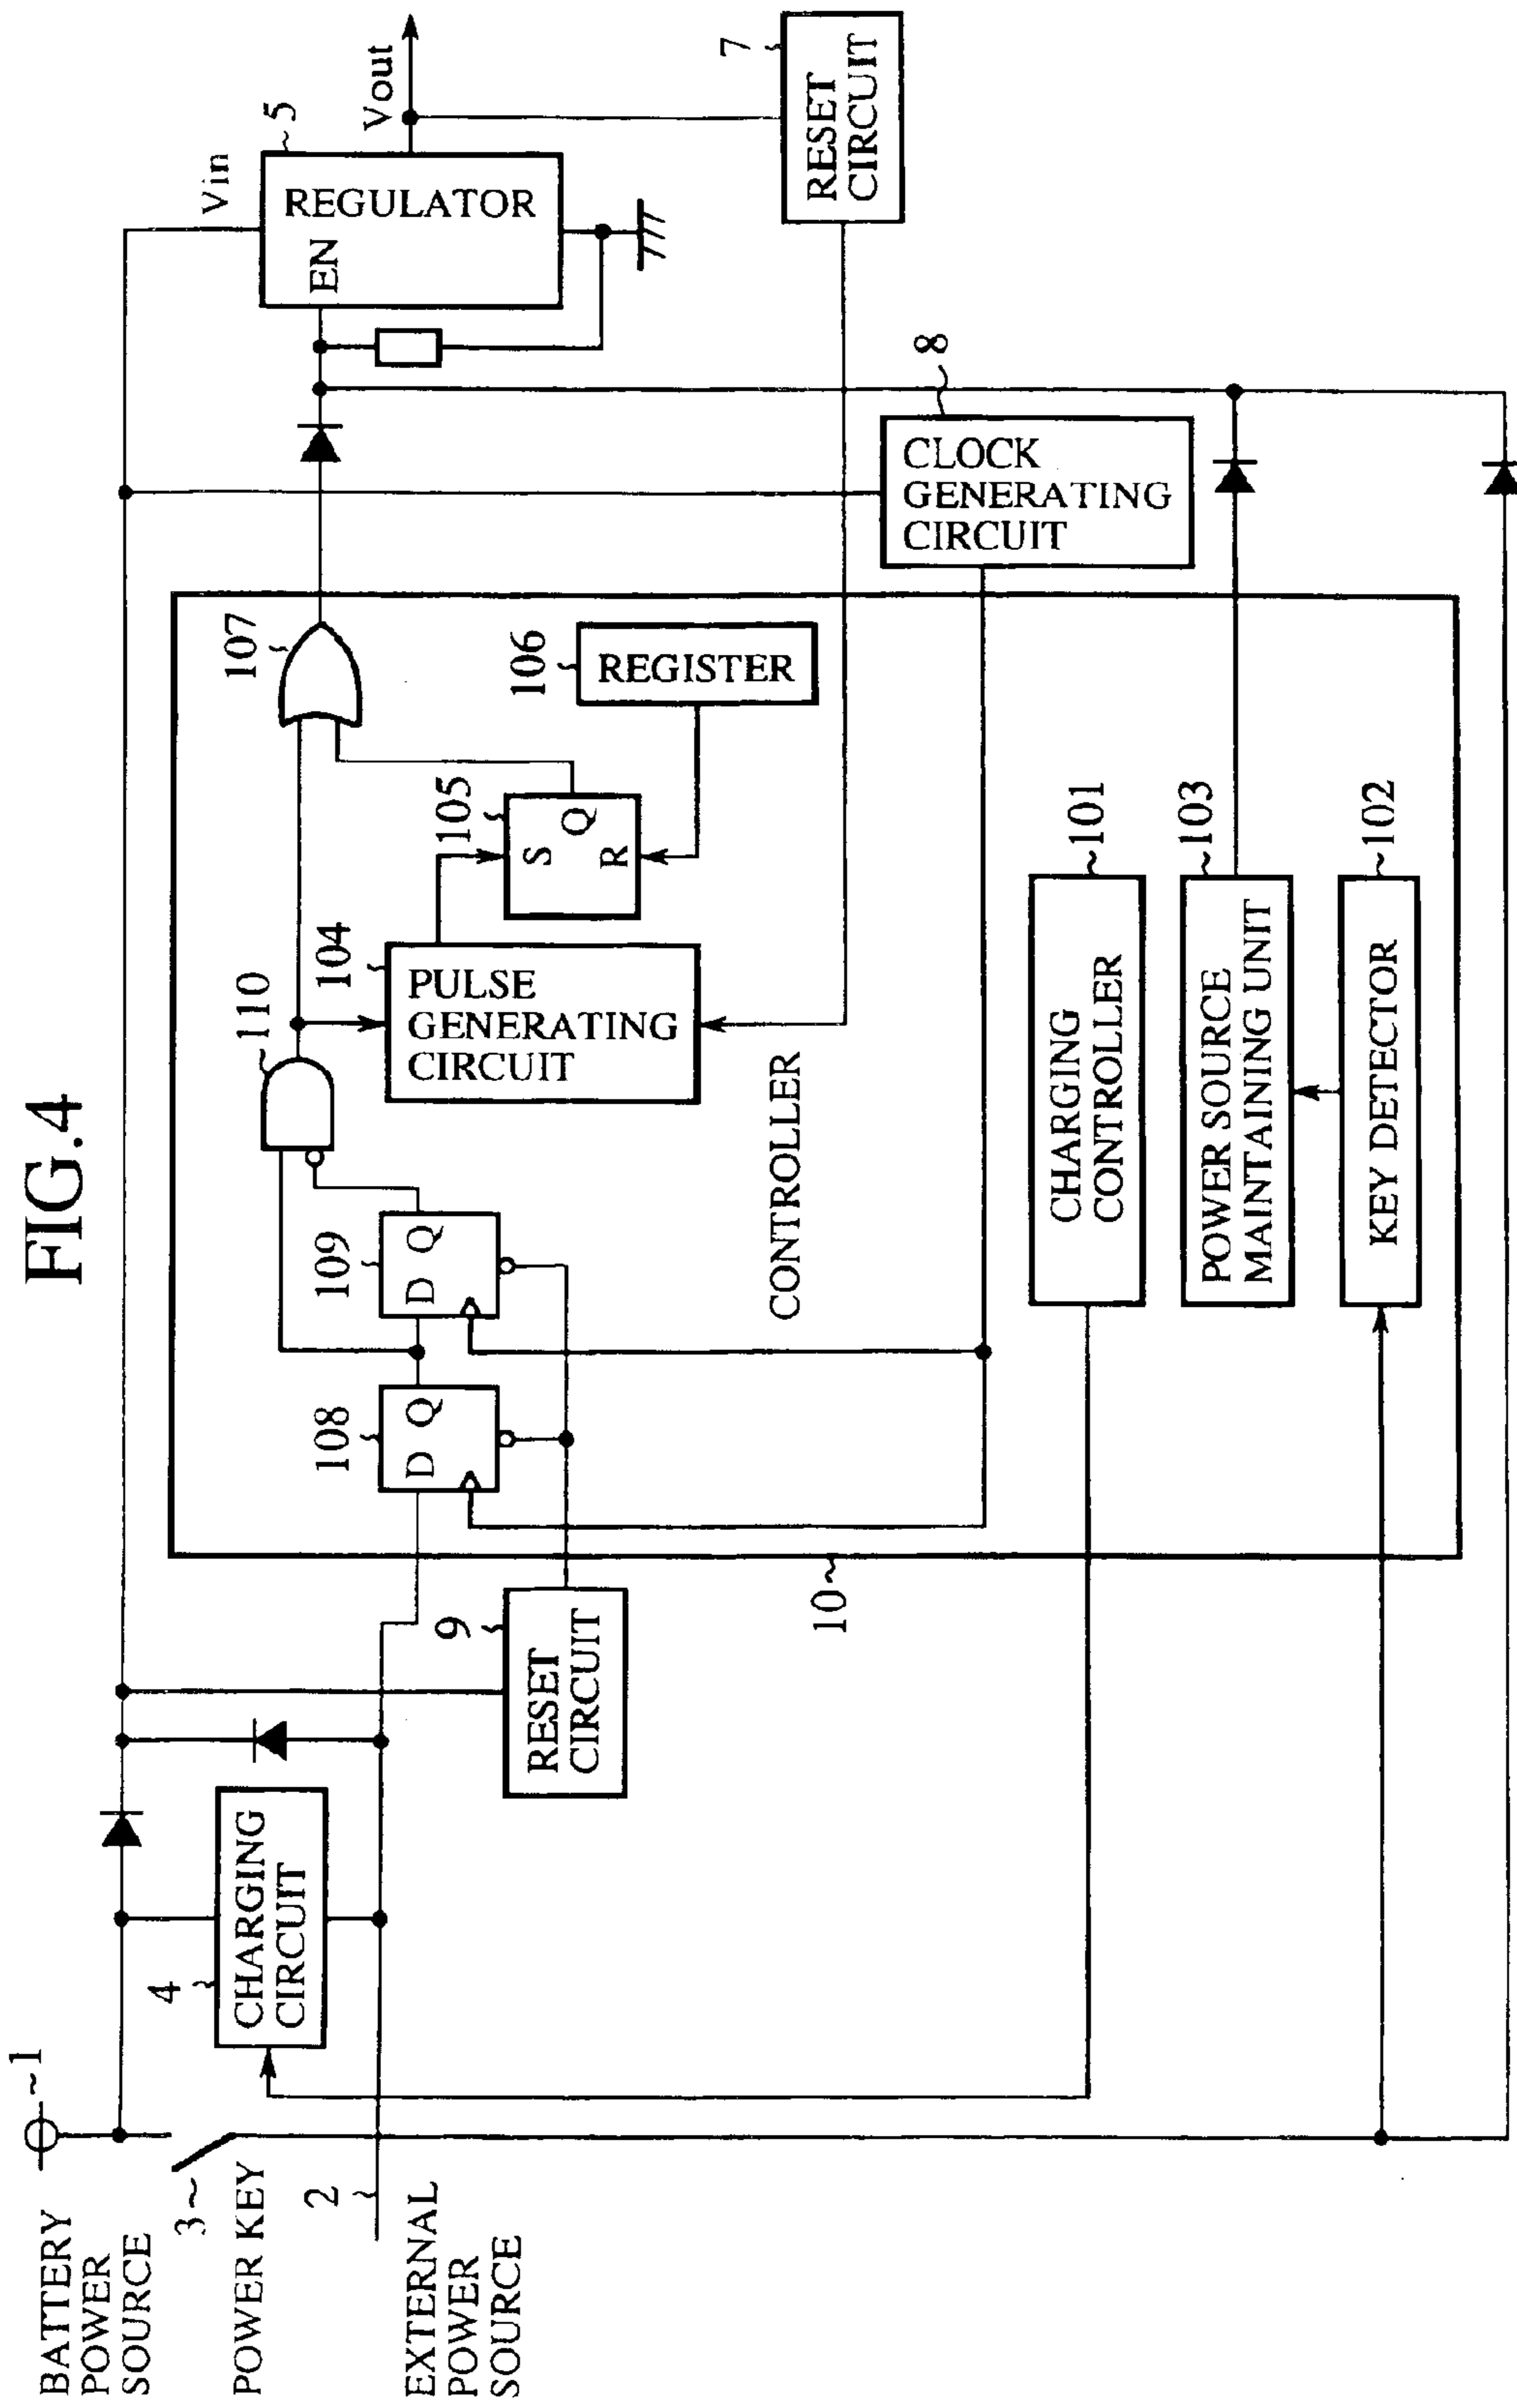 FIG.4
BATTERY
POWER
SOURCE
1
3
POWER KEY
2
EXTERNAL
POWER
SOURCE
4
CHARGING
CIRCUIT
9
RESET
CIRCUIT
10
CONTROLLER
108
D Q
109
D Q
110
104
PULSE
GENERATING
CIRCUIT
105
S
Q
R
106
REGISTER
107
101
CHARGING
CONTROLLER
103
POWER SOURCE
MAINTAINING UNIT
102
KEY DETECTOR
8
CLOCK
GENERATING
CIRCUIT
Vin
5
REGULATOR
EN
Vout
7
RESET
CIRCUIT